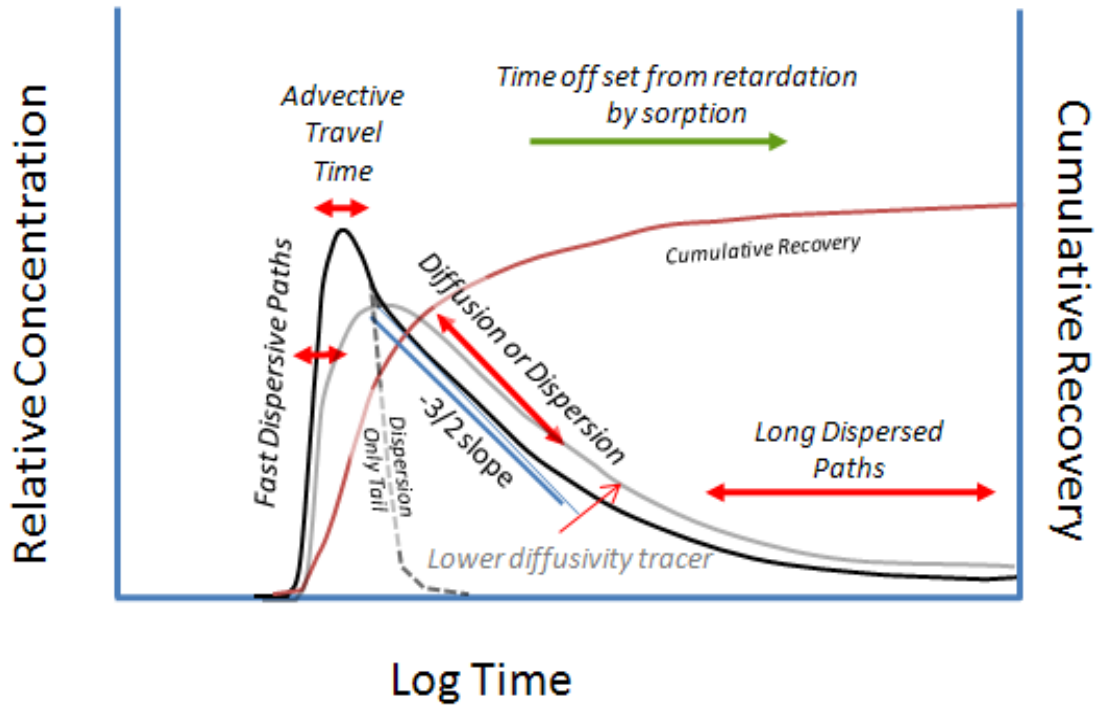 Relative Concentration
Advective
Travel
Time
Time off set from retardation
by sorption
Cumulative Recovery
Fast Dispersive Paths
Diffusion or Dispersion
Cumulative Recovery
-3/2 slope
Dispersion
Only Tail
Long Dispersed
Paths
Lower diffusivity tracer
Log Time